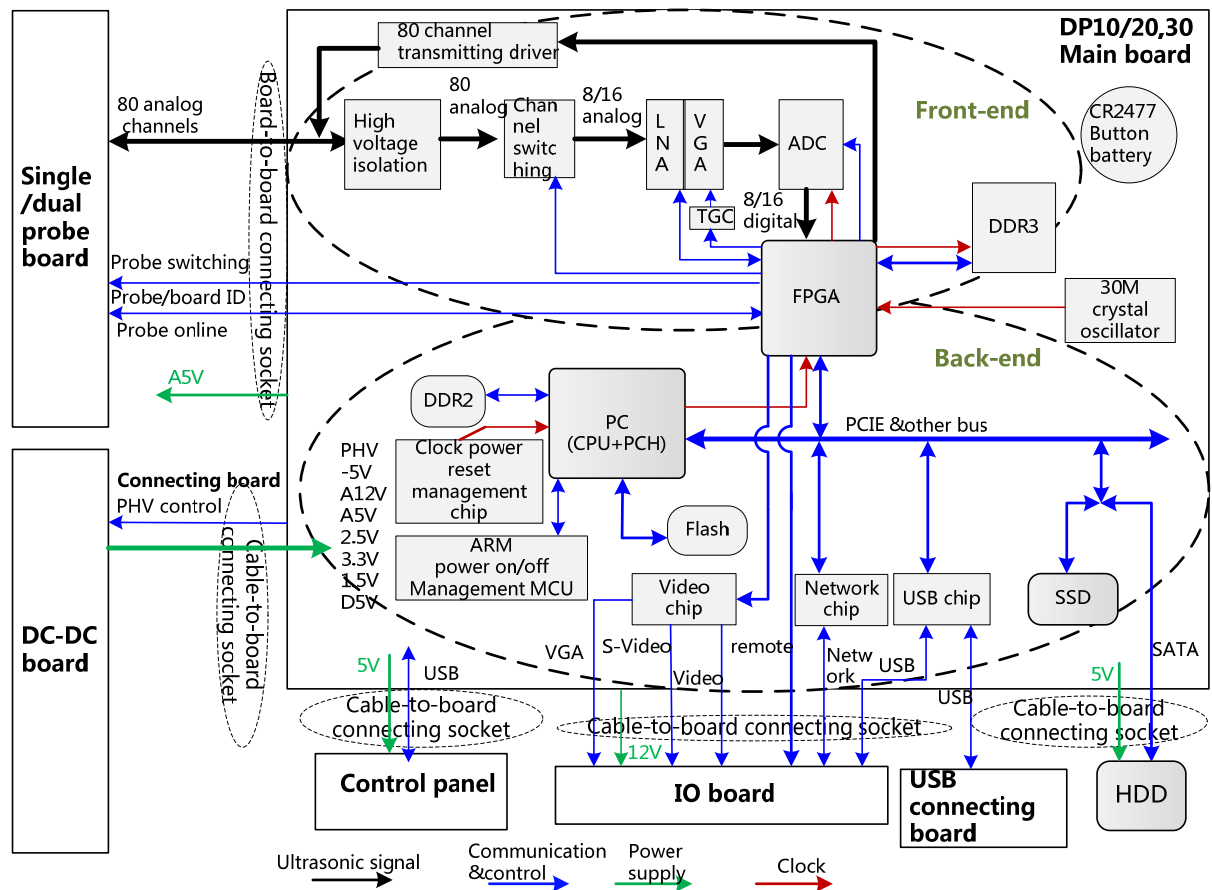 DP10/20,30
Main board
80 channel
transmitting driver
Front-end
CR2477
Button
battery
80 analog
channels
Board-to-board connecting socket
High
voltage
isolation
80
analog
Chan
nel
switc
hing
8/16
analog
L
N
A
V
G
A
ADC
TGC
8/16
digital
DDR3
Single
/dual
probe
board
Probe switching
Probe/board ID
Probe online
FPGA
30M
crystal
oscillator
A5V
Back-end
DDR2
PC
(CPU+PCH)
PCIE &other bus
Clock power
reset
management
chip
PHV
-5V
A12V
A5V
2.5V
3.3V
1.5V
D5V
Connecting board
PHV control
Cable-to-board
connecting socket
Flash
ARM
power on/off
Management MCU
DC-DC
board
Video
chip
Network
chip
USB chip
SSD
VGA
S-Video
Video
remote
Netw
ork
USB
USB
SATA
5V
USB
5V
Cable-to-board
connecting socket
Cable-to-board connecting socket
Cable-to-board
connecting socket
12V
Control panel
IO board
USB
connecting
board
HDD
Ultrasonic signal
Communication
&control
Power
supply
Clock